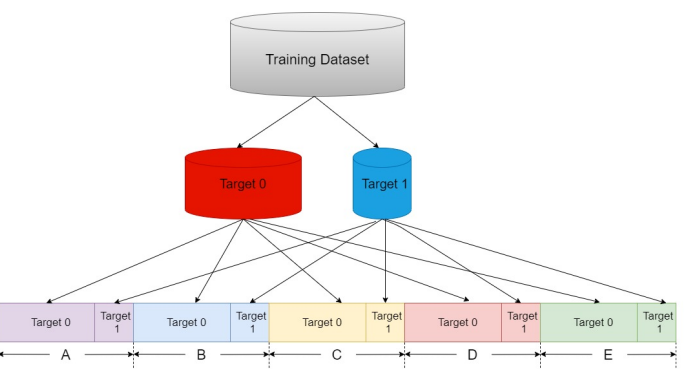 Training Dataset
Target 0
Target 1
Target 0
Target
1
Target 0
Target
1
Target 0
Target
1
Target 0
Target
1
Target 0
Target
1
A
B
C
D
E